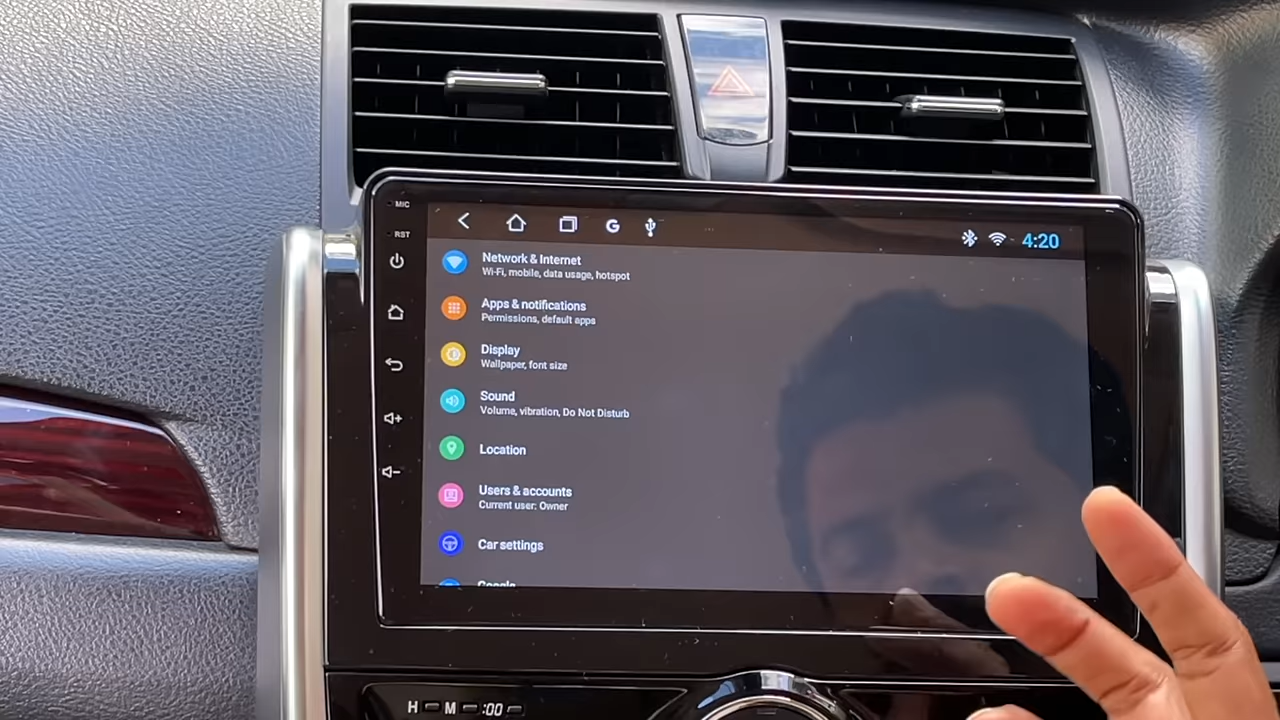 MIC
RST
G
4:20
Network & Internet
Wi-Fi, mobile, data usage, hotspot
Apps & notifications
Permissions, default apps
Display
Wallpaper, font size
Sound
Volume, vibration, Do Not Disturb
Location
Users & accounts
Current user: Owner
Car settings
Google
H M :00